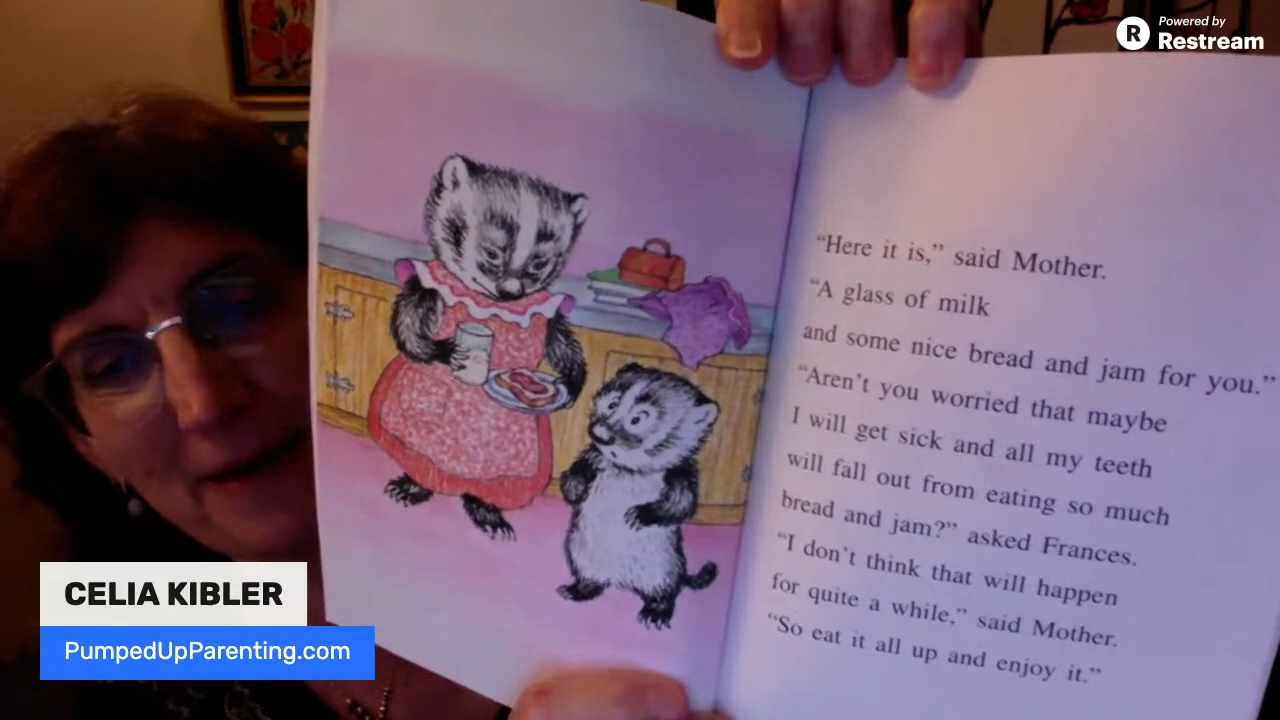 Powered by
R Restream
“Here it is,” said Mother.
“A glass of milk
and some nice bread and jam for you.”
“Aren’t you worried that maybe
I will get sick and all my teeth
will fall out from eating so much
bread and jam?” asked Frances.
“I don’t think that will happen
for quite a while,” said Mother.
“So eat it all up and enjoy it.”
CELIA KIBLER
PumpedUpParenting.com